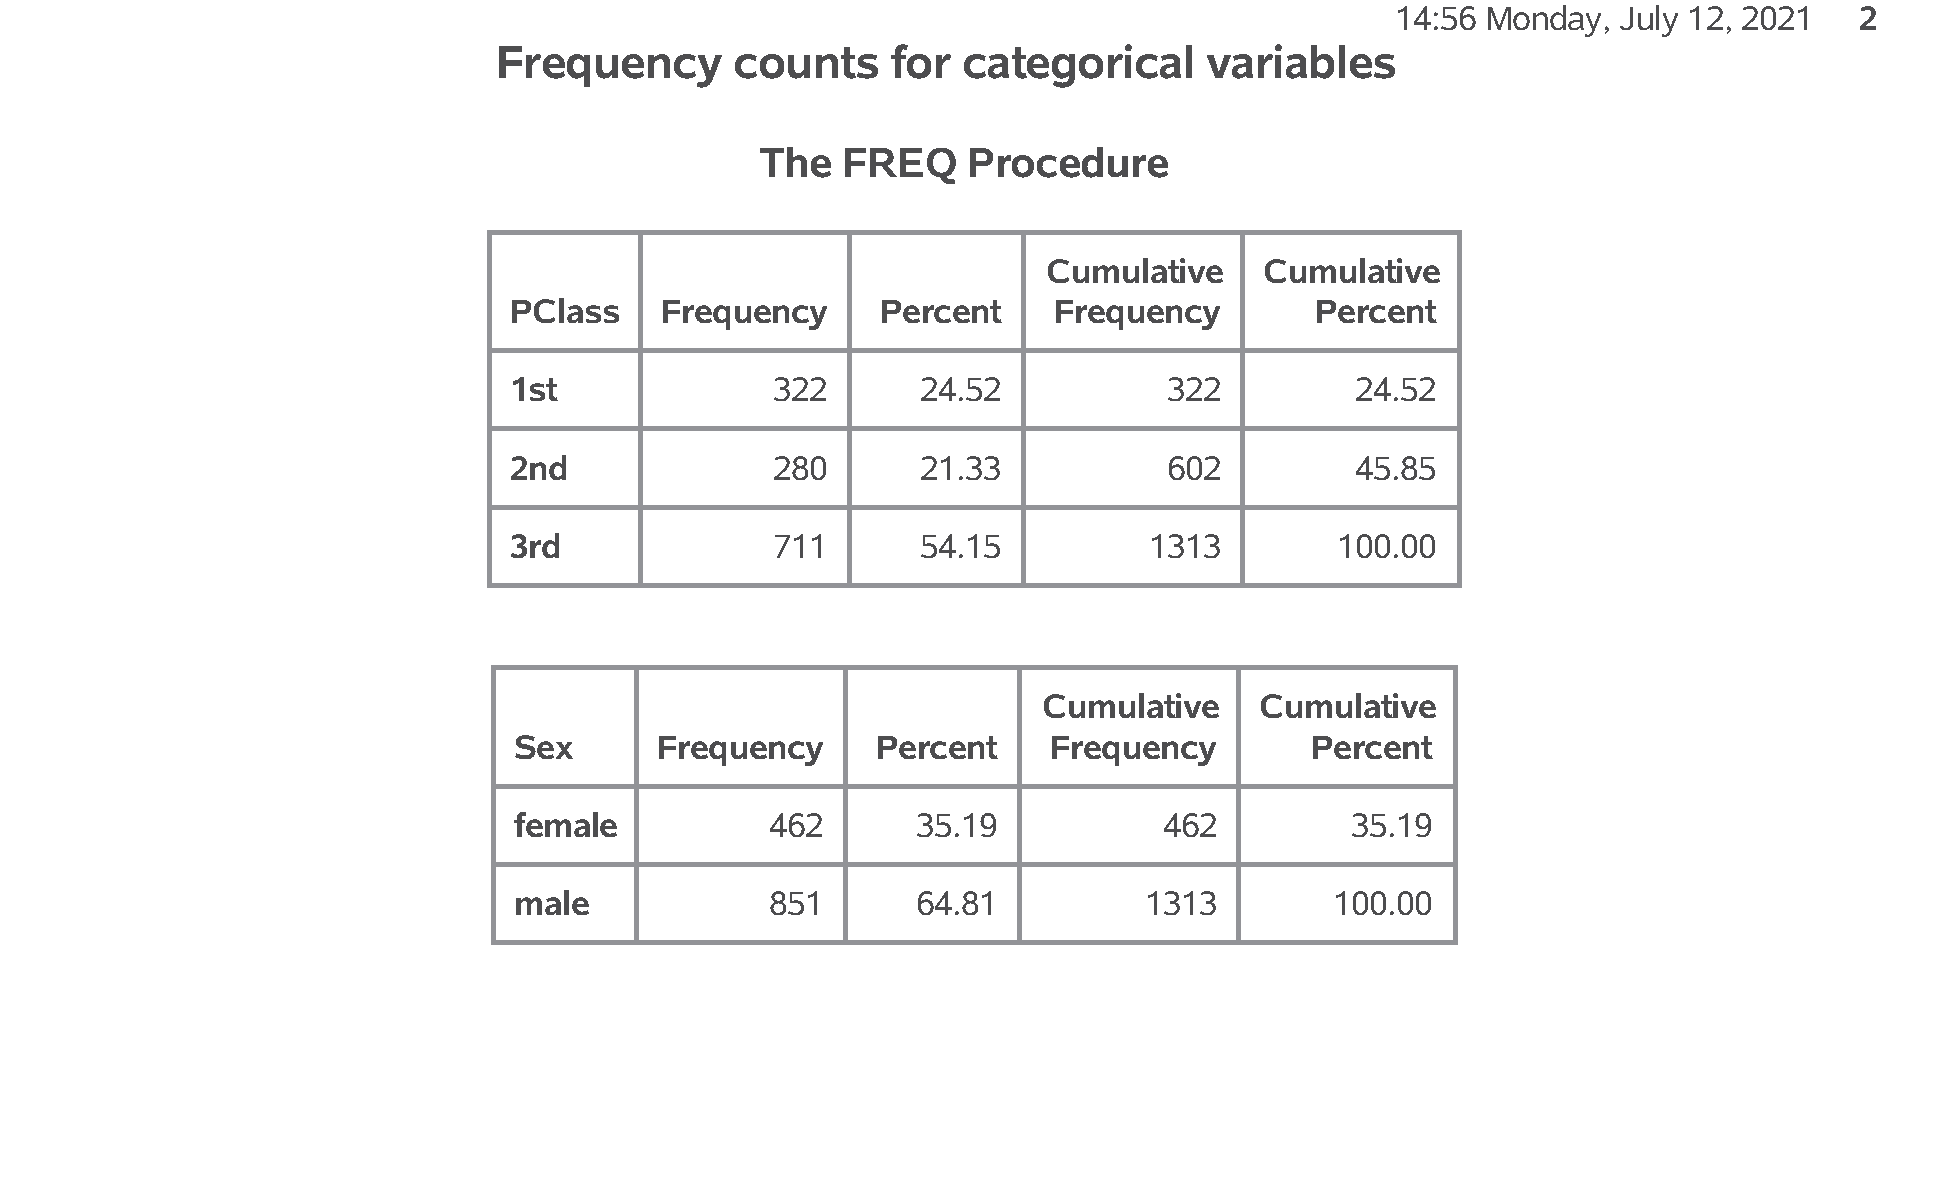 14:56 Monday, July 12, 2021 2
Frequency counts for categorical variables
The FREQ Procedure
PClass Frequency Percent Cumulative Frequency Cumulative Percent
1st 322 24.52 322 24.52
2nd 280 21.33 602 45.85
3rd 711 54.15 1313 100.00
Sex Frequency Percent Cumulative Frequency Cumulative Percent
female 462 35.19 462 35.19
male 851 64.81 1313 100.00